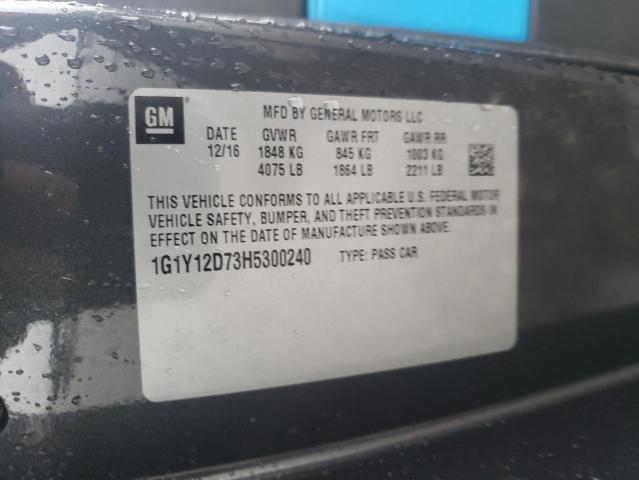 GM
MFD BY GENERAL MOTORS LLC
DATE GVWR GAWR FRT GAWR RR
12/16 1848 KG 845 KG 1003 KG
4075 LB 1864 LB 2211 LB
THIS VEHICLE CONFORMS TO ALL APPLICABLE U.S. FEDERAL MOTOR
VEHICLE SAFETY, BUMPER, AND THEFT PREVENTION STANDARDS IN
EFFECT ON THE DATE OF MANUFACTURE SHOWN ABOVE.
1G1Y12D73H5300240 TYPE: PASS CAR